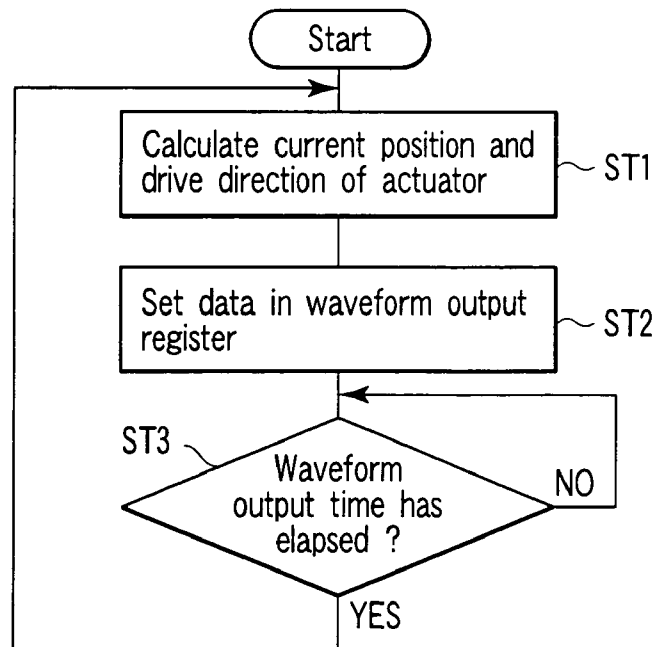 Start
Calculate current position and
drive direction of actuator
ST1
Set data in waveform output
register
ST2
ST3
Waveform
output time has
elapsed ?
NO
YES